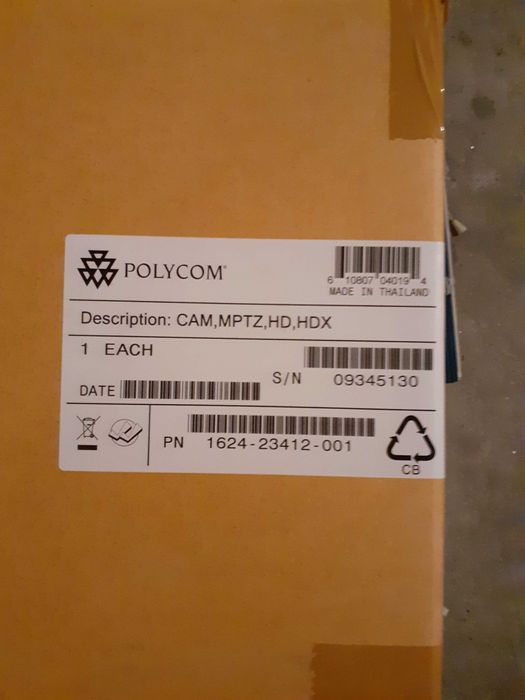 POLYCOM®
6 10807 04019 4
MADE IN THAILAND
Description: CAM,MPTZ,HD,HDX
1 EACH
S/N 09345130
DATE
PN 1624-23412-001
CB